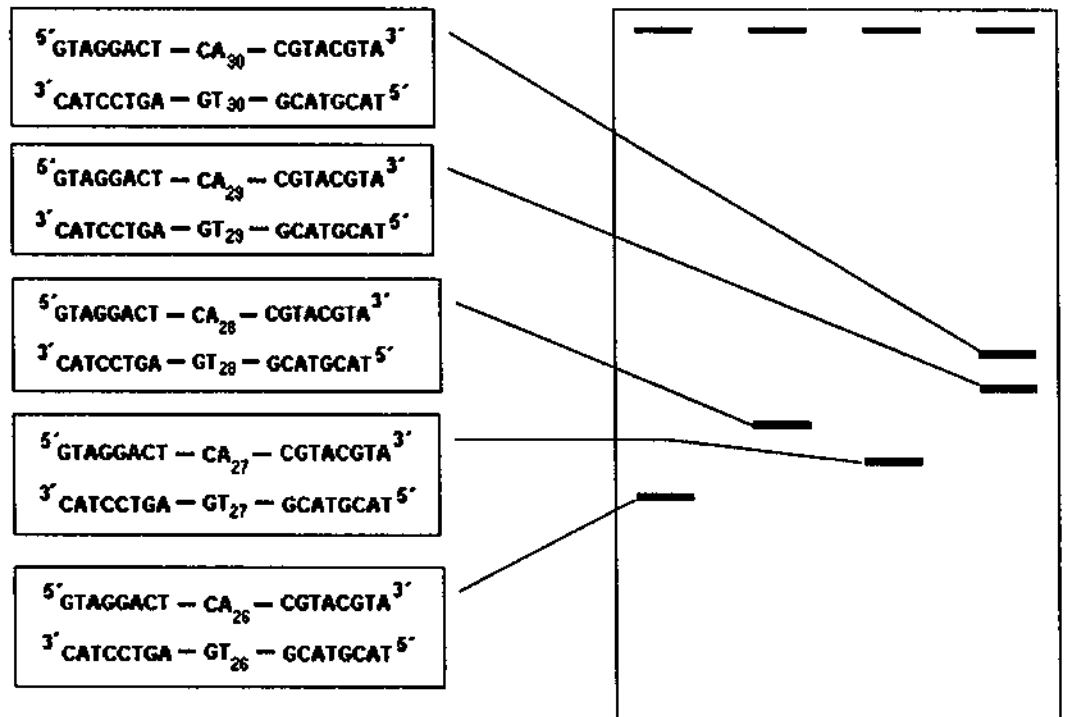 5´GTAGGACT – CA30 – CGTACGTA3´
3´CATCCTGA – GT30 – GCATGCAT5´
5´GTAGGACT – CA29 – CGTACGTA3´
3´CATCCTGA – GT29 – GCATGCAT5´
5´GTAGGACT – CA28 – CGTACGTA3´
3´CATCCTGA – GT28 – GCATGCAT5´
5´GTAGGACT – CA27 – CGTACGTA3´
3´CATCCTGA – GT27 – GCATGCAT5´
5´GTAGGACT – CA26 – CGTACGTA3´
3´CATCCTGA – GT26 – GCATGCAT5´